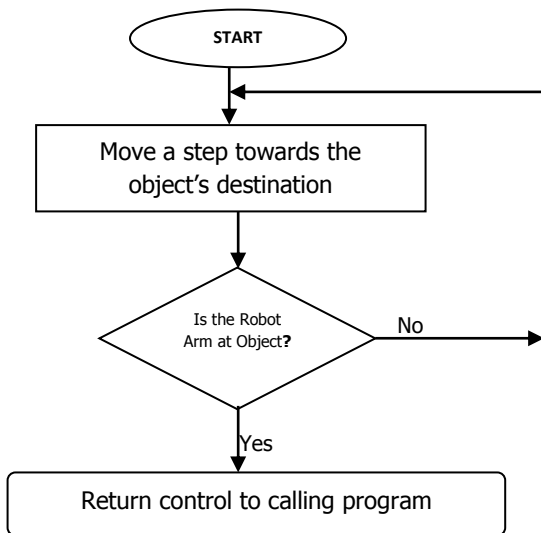 START
Move a step towards the
object’s destination
Is the Robot
Arm at Object?
No
Yes
Return control to calling program